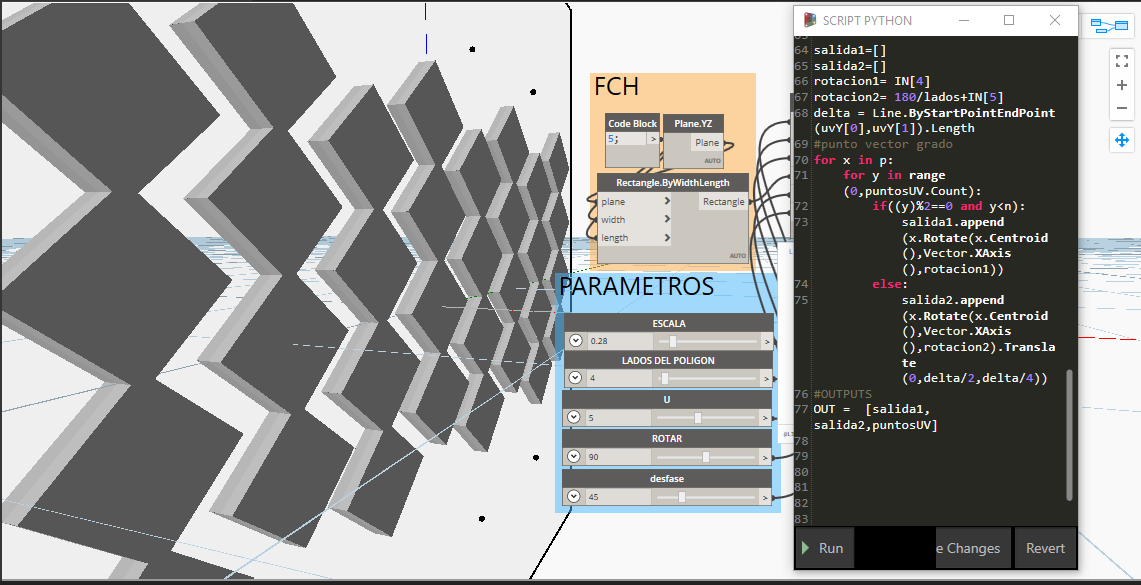 FCH
Code Block
5;
>
Plane.YZ
Plane
AUTO
Rectangle.ByWidthLength
plane > Rectangle
width >
length >
AUTO
PARAMETROS
ESCALA
0.28 >
LADOS DEL POLIGON
4 >
U
5 >
ROTAR
90 >
desfase
45 >
SCRIPT PYTHON
64 salida1=[]
65 salida2=[]
66 rotacion1= IN[4]
67 rotacion2= 180/lados+IN[5]
68 delta = Line.ByStartPointEndPoint
(uvY[0],uvY[1]).Length
69 #punto vector grado
70 for x in p:
71 for y in range
(0,puntosUV.Count):
72 if((y)%2==0 and y<n):
73 salida1.append
(x.Rotate(x.Centroid
(),Vector.XAxis
(),rotacion1))
74 else:
75 salida2.append
(x.Rotate(x.Centroid
(),Vector.XAxis
(),rotacion2).Transla
te
(0,delta/2,delta/4))
76 #OUTPUTS
77 OUT = [salida1,
salida2,puntosUV]
78
79
80
81
82
83
Run
e Changes
Revert